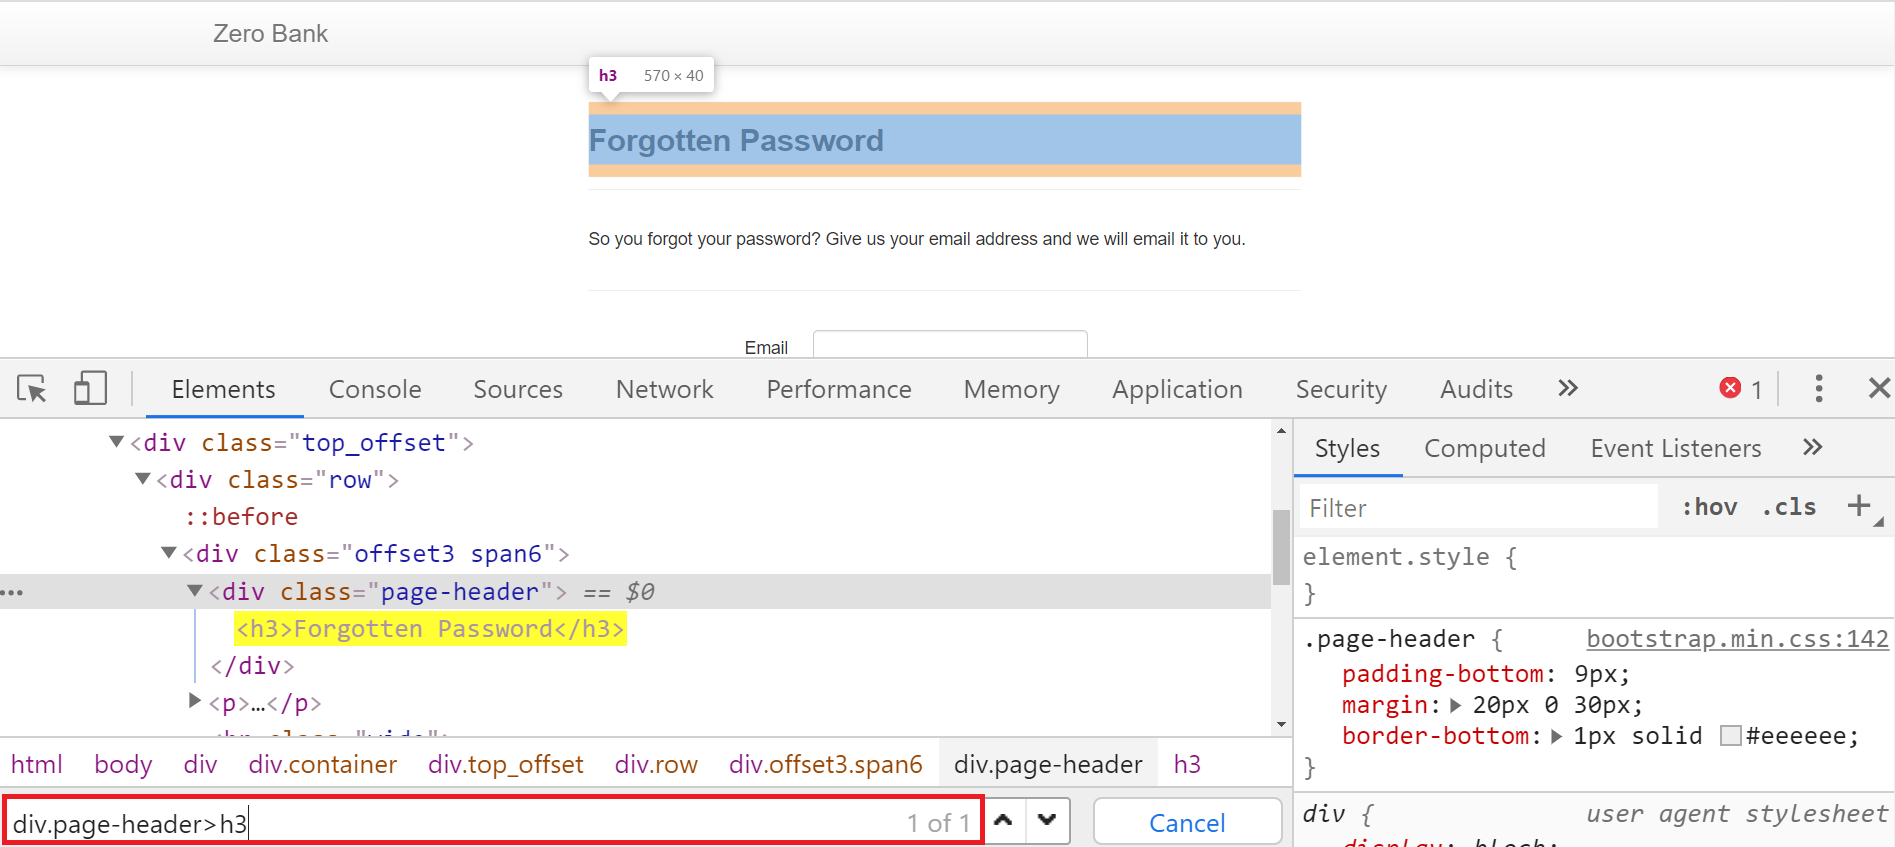 Zero Bank
h3 570 × 40
Forgotten Password
So you forgot your password? Give us your email address and we will email it to you.
Email
Elements Console Sources Network Performance Memory Application Security Audits » 1
<div class="top_offset">
<div class="row">
::before
<div class="offset3 span6">
<div class="page-header"> == $0
<h3>Forgotten Password</h3>
</div>
<p>…</p>
html body div div.container div.top_offset div.row div.offset3.span6 div.page-header h3
div.page-header>h3 1 of 1 Cancel
Styles Computed Event Listeners »
Filter :hov .cls +
element.style {
}
.page-header { bootstrap.min.css:142
padding-bottom: 9px;
margin: 20px 0 30px;
border-bottom: 1px solid #eeeeee;
}
div { user agent stylesheet
display: block;